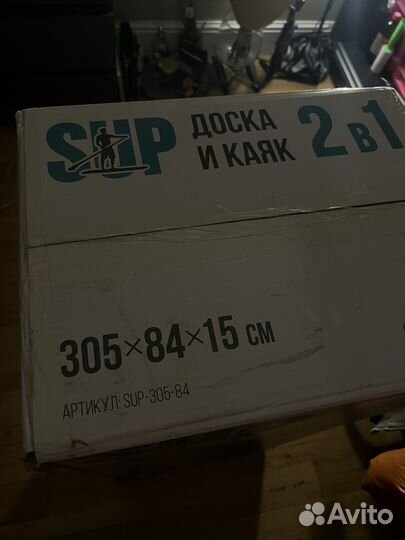 SUP
ДОСКА
И КАЯК
2 в 1
305×84×15 СМ
АРТИКУЛ: SUP-305-84
Avito